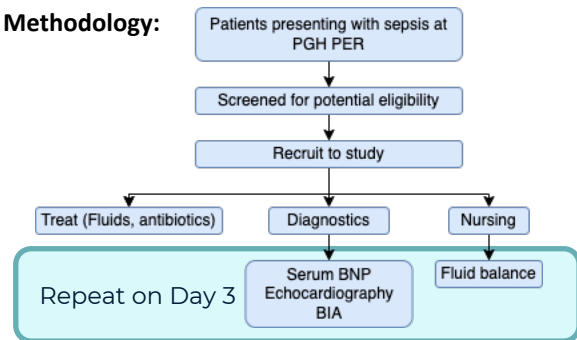 Methodology:
Patients presenting with sepsis at
PGH PER
Screened for potential eligibility
Recruit to study
Treat (Fluids, antibiotics)
Diagnostics
Nursing
Repeat on Day 3
Serum BNP
Echocardiography
BIA
Fluid balance